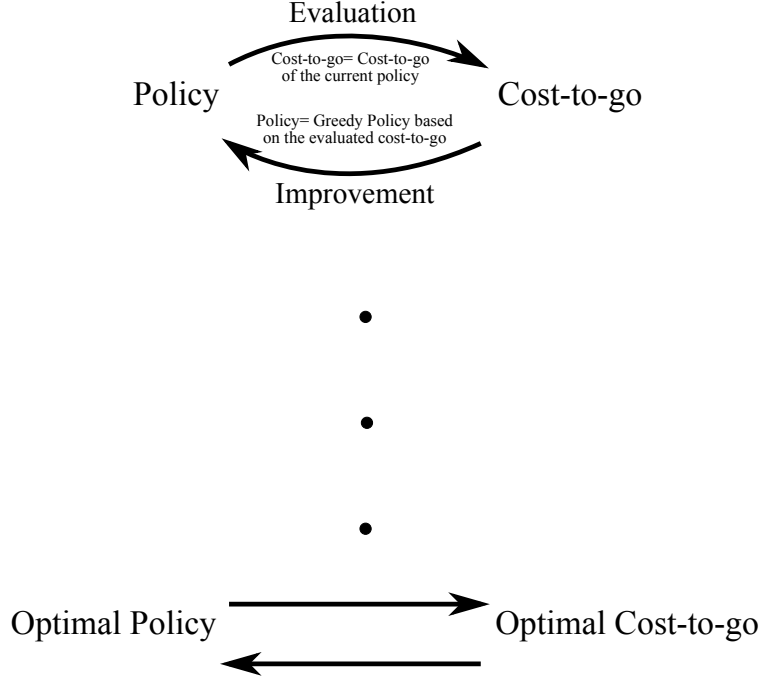 Evaluation
Cost-to-go= Cost-to-go
of the current policy
Policy
Cost-to-go
Policy= Greedy Policy based
on the evaluated cost-to-go
Improvement
Optimal Policy
Optimal Cost-to-go